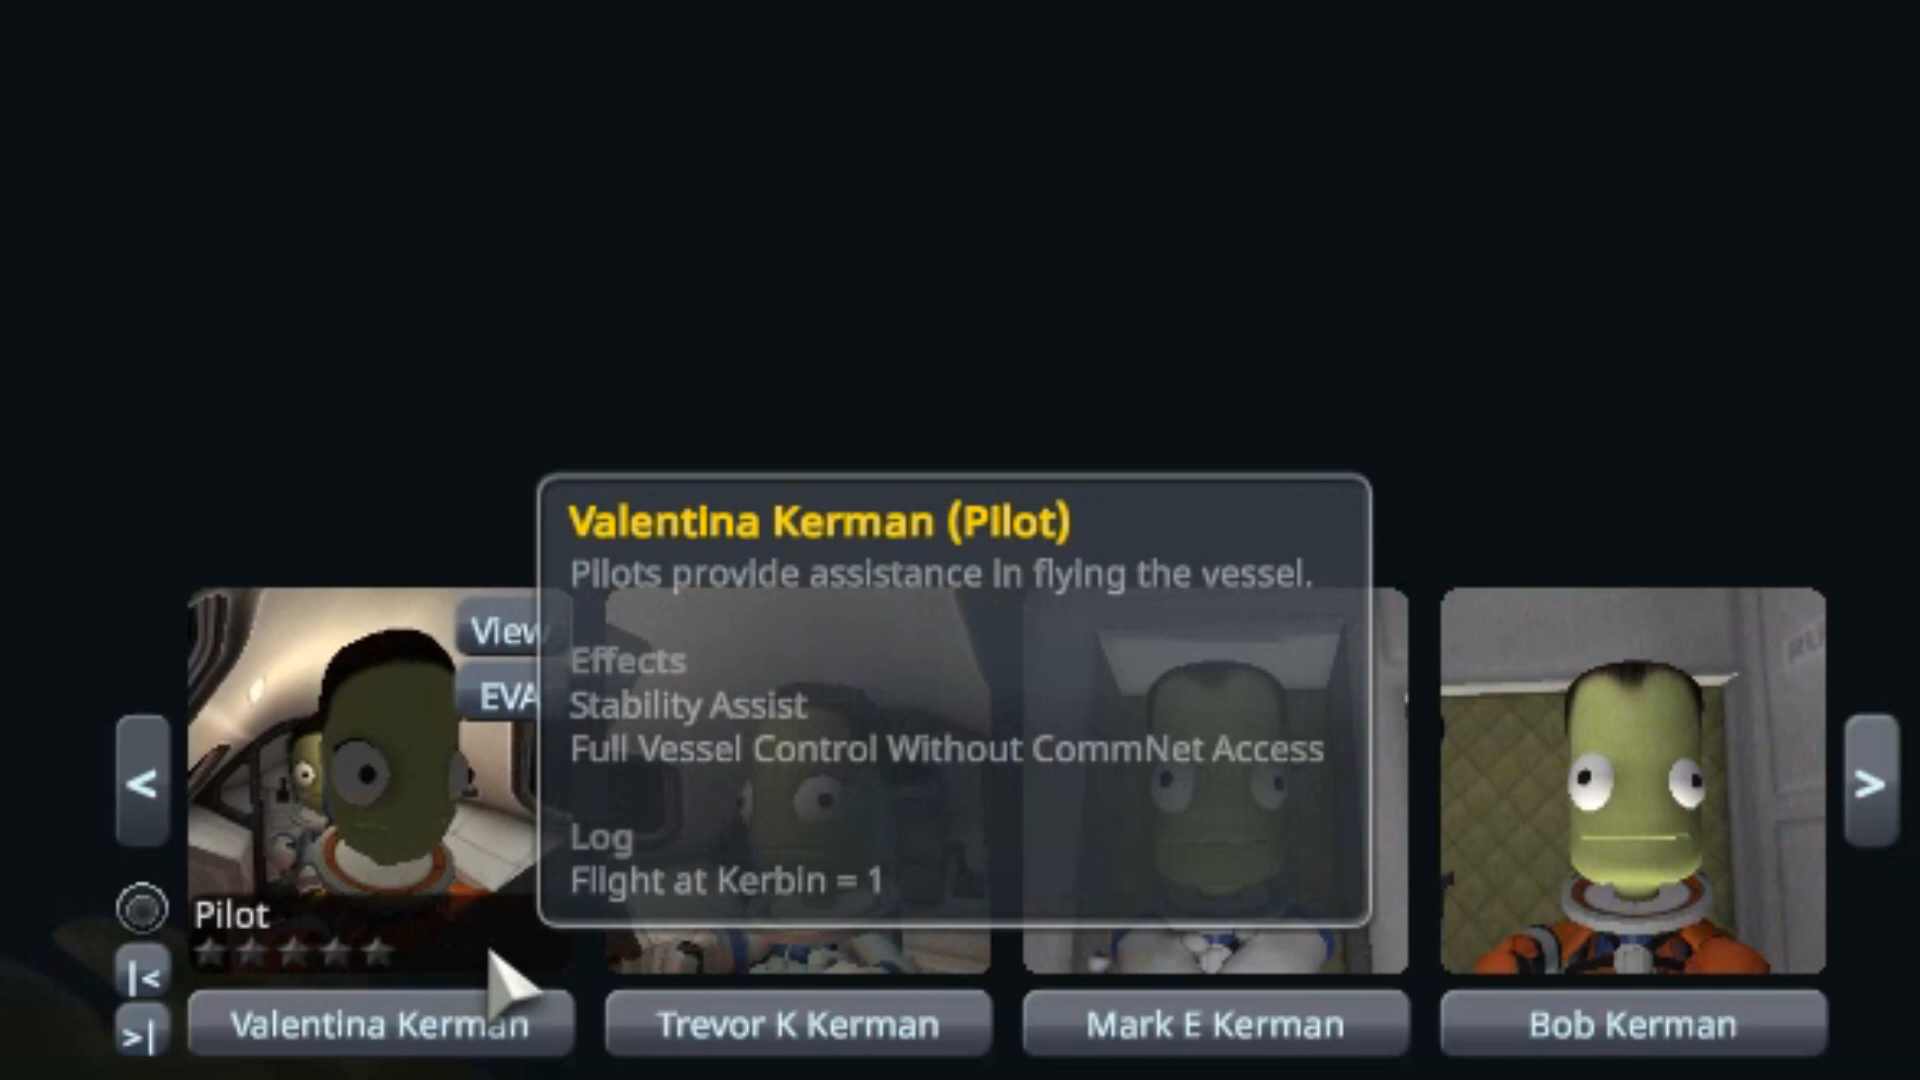 Valentina Kerman (Pilot)
Pilots provide assistance in flying the vessel.
View
EVA
Effects
Stability Assist
Full Vessel Control Without CommNet Access
Log
Flight at Kerbin = 1
<
>
Pilot
|<
>|
Valentina Kerman
Trevor K Kerman
Mark E Kerman
Bob Kerman